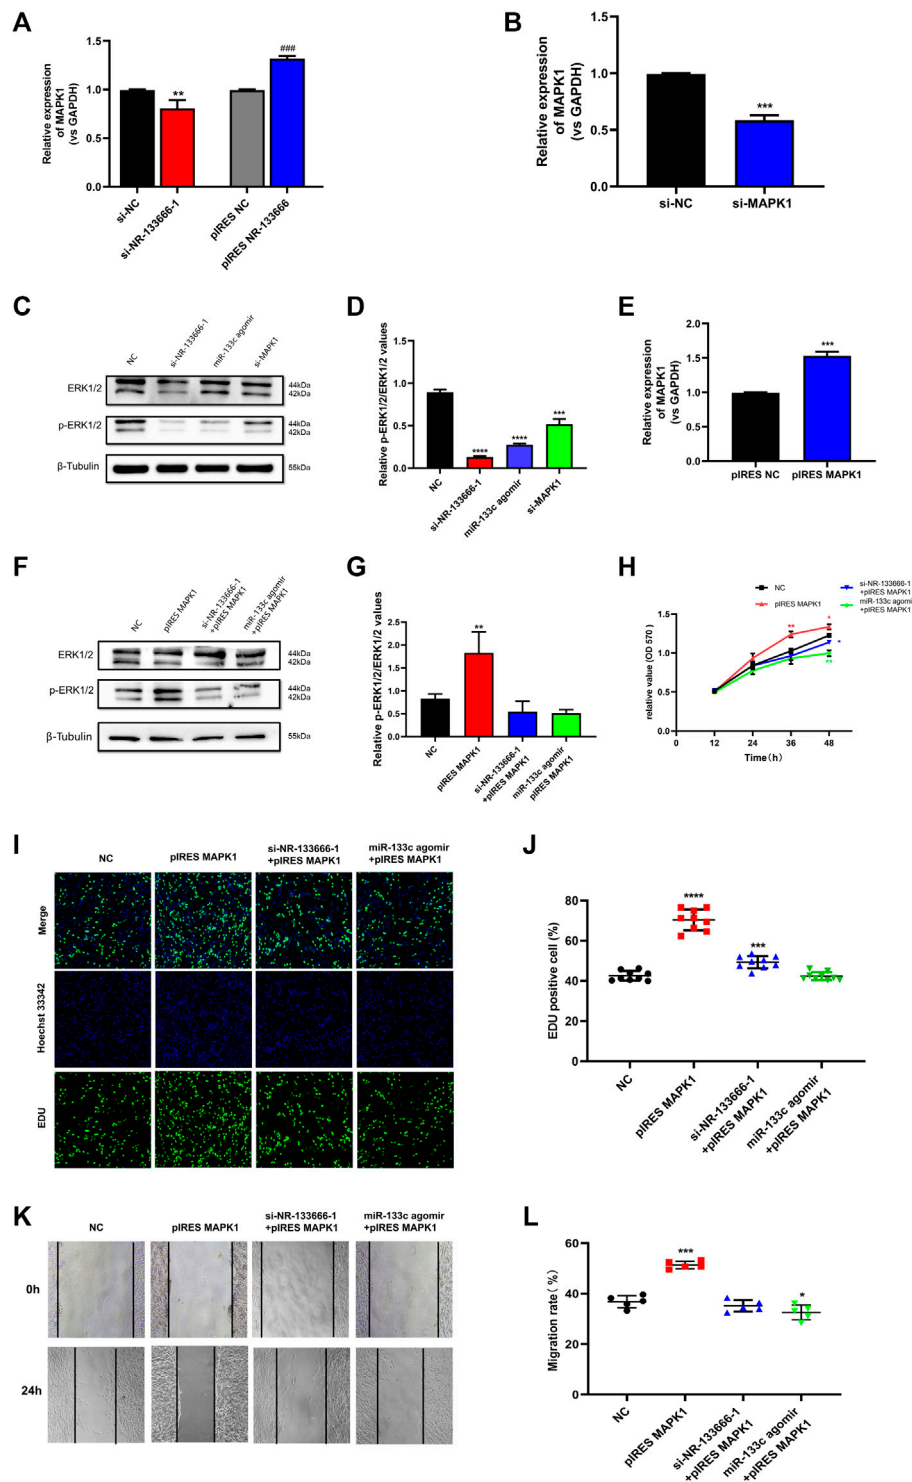 A
Relative expression
of MAPK1
(vs GAPDH)
1.5
1.0
0.5
0.0
**
###
si-NC
si-NR-133666-1
pIRES NC
pIRES NR-133666
B
Relative expression
of MAPK1
(vs GAPDH)
1.5
1.0
0.5
0.0
***
si-NC
si-MAPK1
C
NC
si-NR-133666-1
miR-133c agomir
si-MAPK1
ERK1/2
44kDa
42kDa
p-ERK1/2
44kDa
42kDa
β-Tubulin
55kDa
D
Relative p-ERK1/2/ERK1/2 values
1.5
1.0
0.5
0.0
****
****
***
NC
si-NR-133666-1
miR-133c agomir
si-MAPK1
E
Relative expression
of MAPK1
(vs GAPDH)
2.0
1.5
1.0
0.5
0.0
***
pIRES NC
pIRES MAPK1
F
NC
pIRES MAPK1
si-NR-133666-1
+pIRES MAPK1
miR-133c agomir
+pIRES MAPK1
ERK1/2
44kDa
42kDa
p-ERK1/2
44kDa
42kDa
β-Tubulin
55kDa
G
Relative p-ERK1/2/ERK1/2 values
2.5
2.0
1.5
1.0
0.5
0.0
**
NC
pIRES MAPK1
si-NR-133666-1
+pIRES MAPK1
miR-133c agomir
pIRES MAPK1
H
NC
pIRES MAPK1
si-NR-133666-1
+pIRES MAPK1
miR-133c agomi
+pIRES MAPK1
relative value (OD 570)
1.5
1.0
0.5
0.0
**
*
*
**
0 12 24 36 48
Time(h)
I
NC
pIRES MAPK1
si-NR-133666-1
+pIRES MAPK1
miR-133c agomir
+pIRES MAPK1
Merge
Hoechst 33342
EDU
J
EDU positive cell (%)
80
60
40
20
0
****
***
NC
pIRES MAPK1
si-NR-133666-1
+pIRES MAPK1
miR-133c agomir
+pIRES MAPK1
K
NC
pIRES MAPK1
si-NR-133666-1
+pIRES MAPK1
miR-133c agomir
+pIRES MAPK1
0h
24h
L
Migration rate(%)
60
40
20
0
***
*
NC
pIRES MAPK1
si-NR-133666-1
+pIRES MAPK1
miR-133c agomir
+pIRES MAPK1